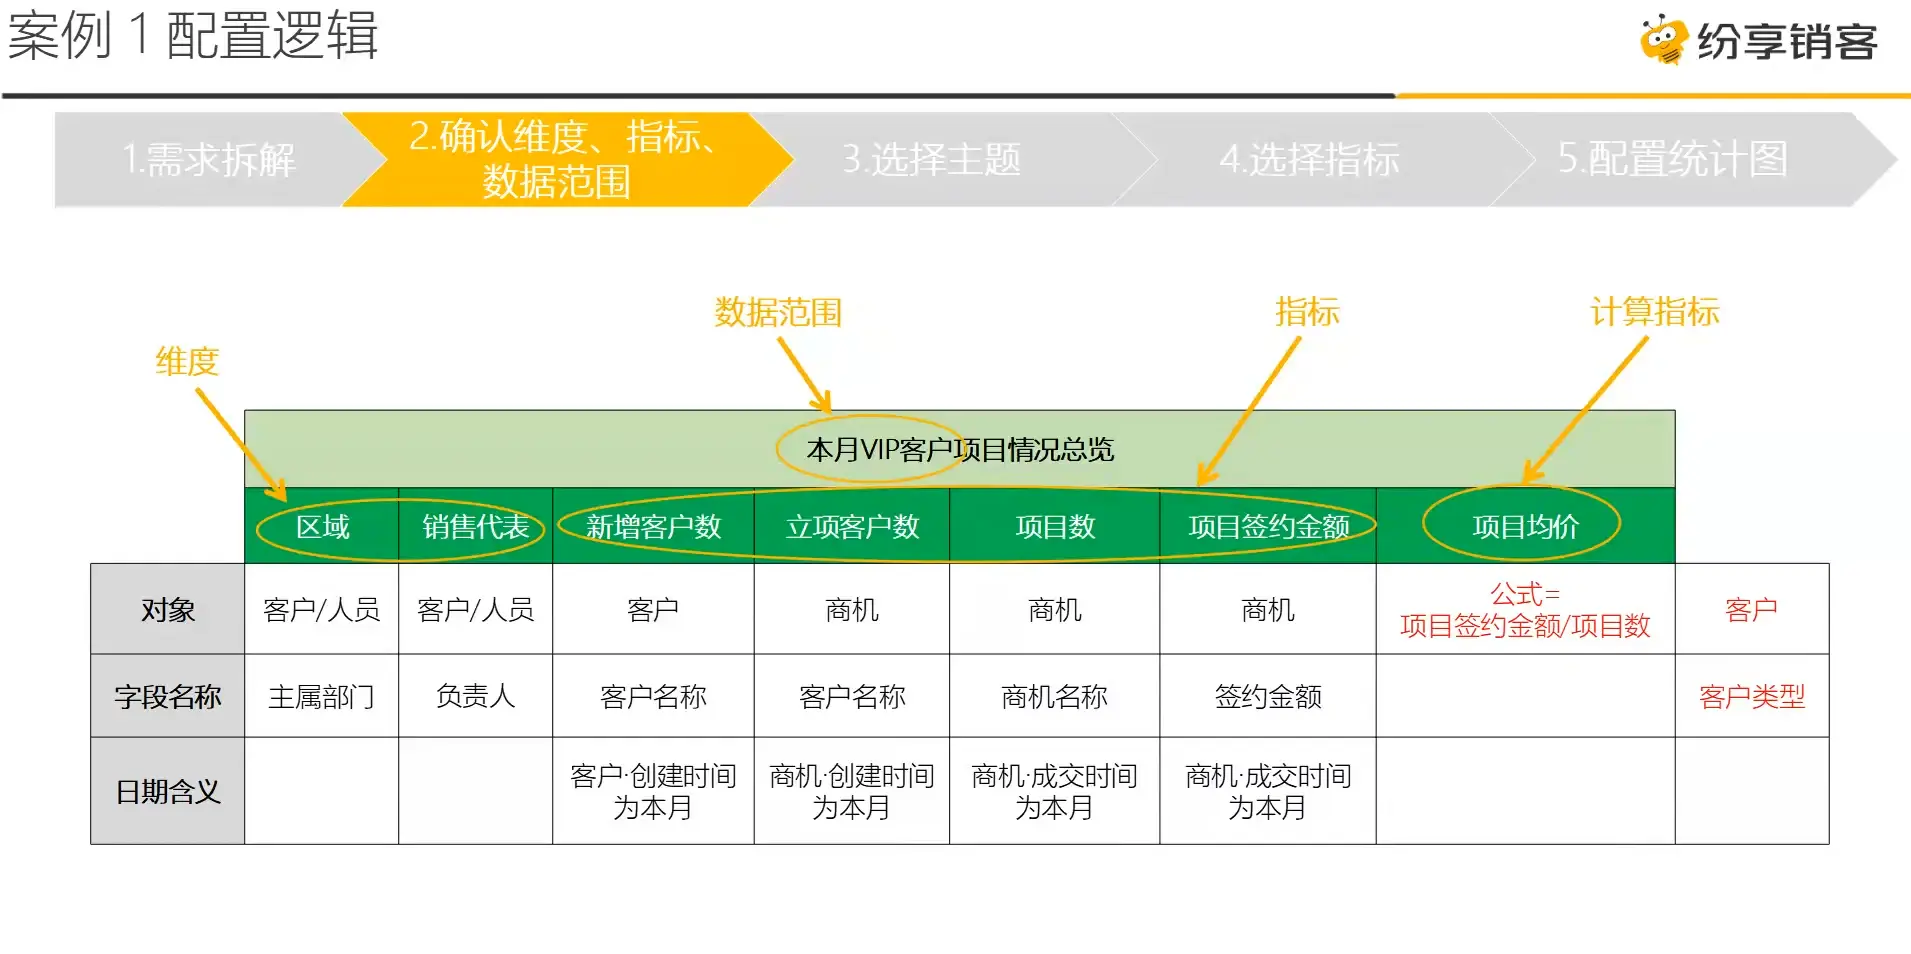 案例 1 配置逻辑
纷享销客
1.需求拆解
2.确认维度、指标、
数据范围
3.选择主题
4.选择指标
5.配置统计图
数据范围
指标
计算指标
维度
本月VIP客户项目情况总览
区域
销售代表
新增客户数
立项客户数
项目数
项目签约金额
项目均价
对象
客户/人员
客户/人员
客户
商机
商机
商机
公式=
项目签约金额/项目数
客户
字段名称
主属部门
负责人
客户名称
客户名称
商机名称
签约金额
客户类型
日期含义
客户·创建时间
为本月
商机·创建时间
为本月
商机·成交时间
为本月
商机·成交时间
为本月